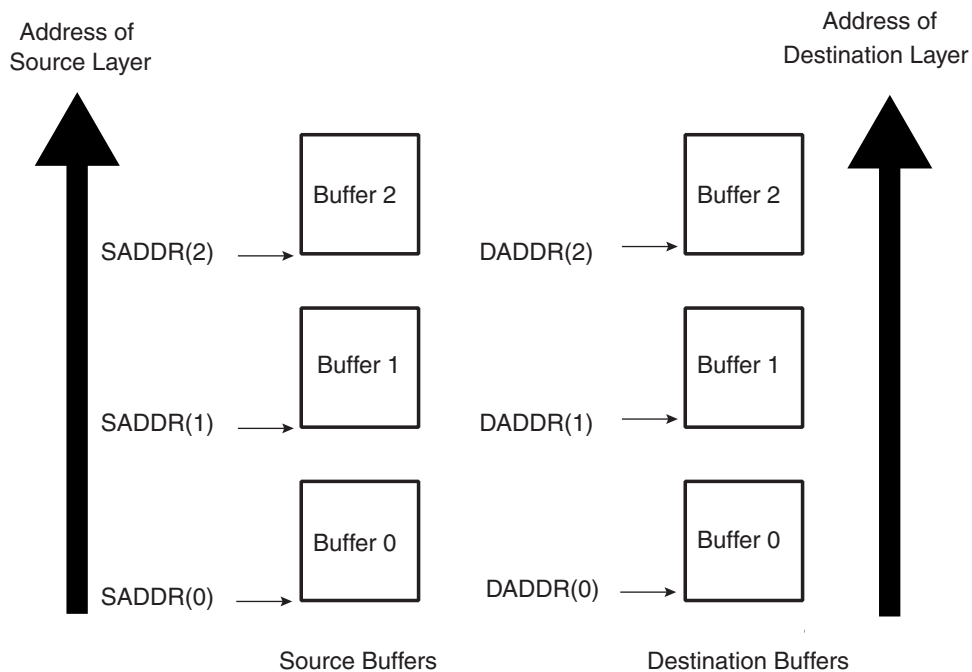 Address of
Source Layer
Address of
Destination Layer
Buffer 2
Buffer 2
SADDR(2)
DADDR(2)
Buffer 1
Buffer 1
SADDR(1)
DADDR(1)
Buffer 0
Buffer 0
SADDR(0)
DADDR(0)
Source Buffers
Destination Buffers